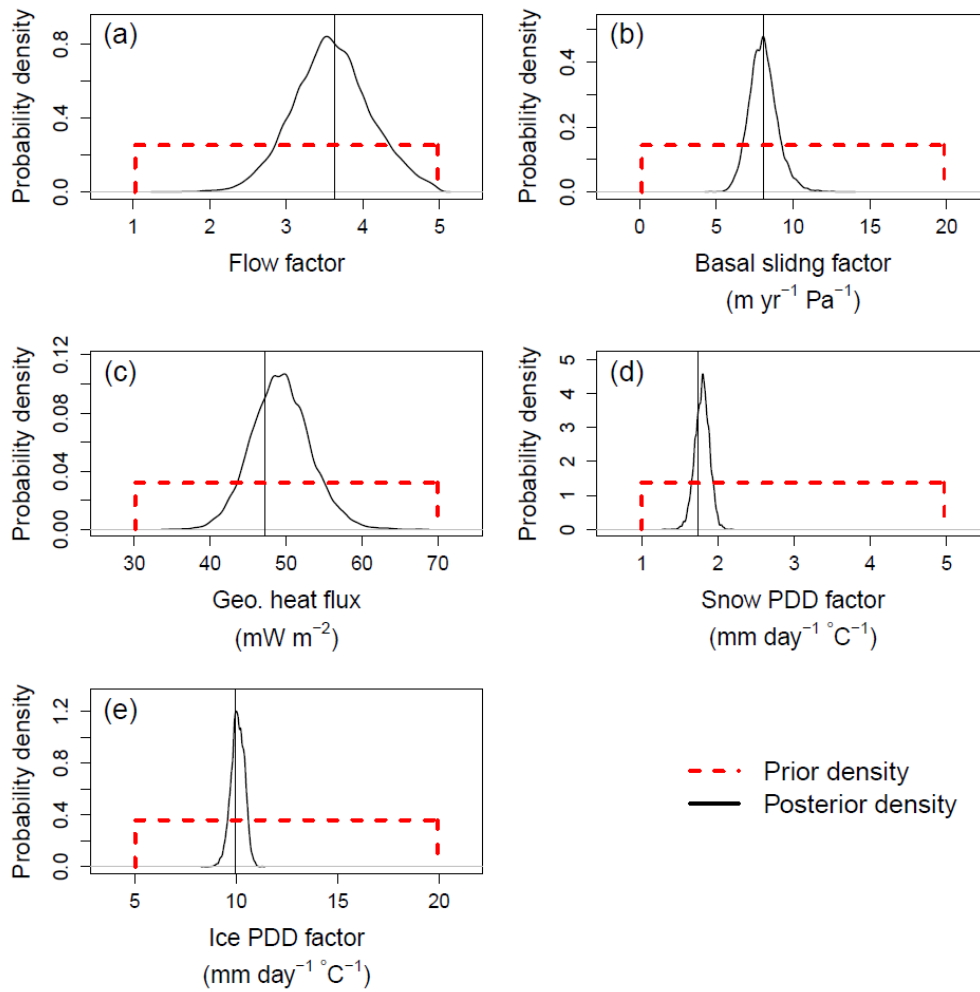 (a)
Probability density
0.0 0.4 0.8
1 2 3 4 5
Flow factor
(b)
Probability density
0.0 0.2 0.4
0 5 10 15 20
Basal slidng factor
(m yr⁻¹ Pa⁻¹)
(c)
Probability density
0.00 0.04 0.08 0.12
30 40 50 60 70
Geo. heat flux
(mW m⁻²)
(d)
Probability density
0 1 2 3 4 5
1 2 3 4 5
Snow PDD factor
(mm day⁻¹ °C⁻¹)
(e)
Probability density
0.0 0.4 0.8 1.2
5 10 15 20
Ice PDD factor
(mm day⁻¹ °C⁻¹)
Prior density
Posterior density